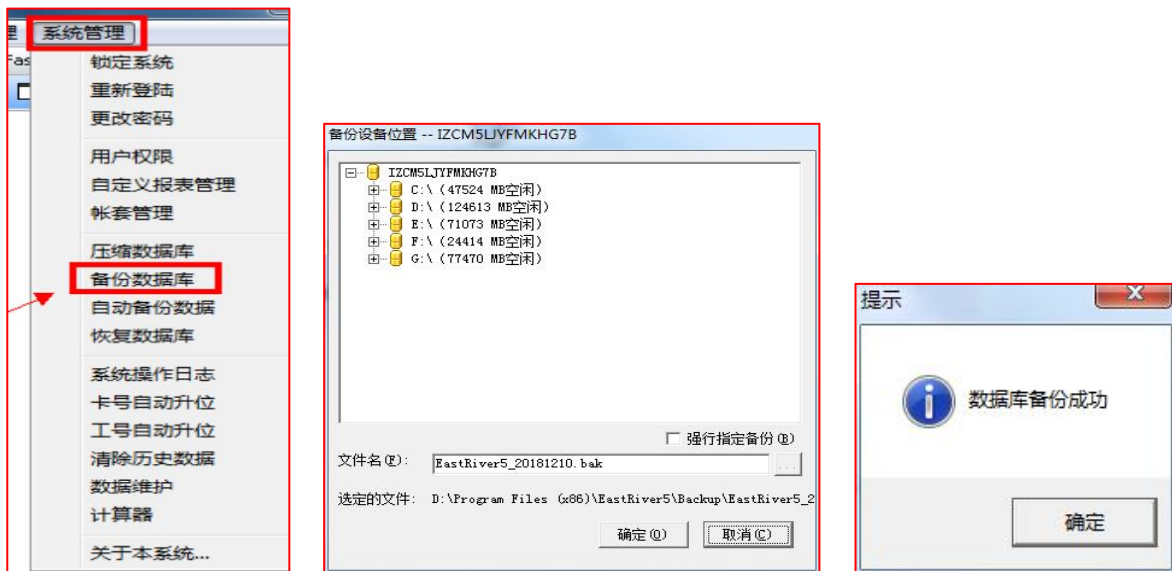 理 系统管理
Fas
锁定系统
重新登陆
更改密码
用户权限
自定义报表管理
帐套管理
压缩数据库
备份数据库
自动备份数据
恢复数据库
系统操作日志
卡号自动升位
工号自动升位
清除历史数据
数据维护
计算器
关于本系统...
备份设备位置 -- IZCM5LJYFMKHG7B
IZCM5LJYFMKHG7B
C:\ (47524 MB空闲)
D:\ (124613 MB空闲)
E:\ (71073 MB空闲)
F:\ (24414 MB空闲)
G:\ (77470 MB空闲)
强行指定备份(B)
文件名(F): EastRiver5_20181210.bak ...
选定的文件: D:\Program Files (x86)\EastRiver5\Backup\EastRiver5_2
确定(O) 取消(C)
提示
数据库备份成功
确定